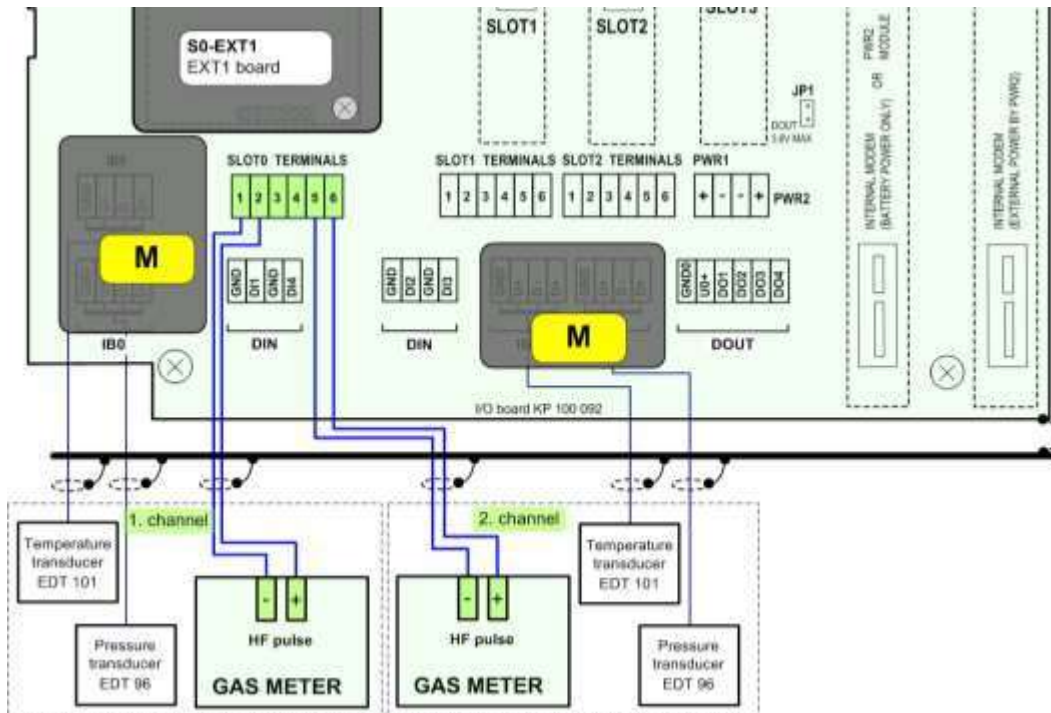 SLOT1
SLOT2
SLOT3
S0-EXT1
EXT1 board
JP1
DOUT
3.6V MAX
INTERNAL MODEM
(BATTERY POWER ONLY)
OR
PWR2
MODULE
INTERNAL MODEM
(EXTERNAL POWER BY PWR2)
SLOT0 TERMINALS
SLOT1 TERMINALS
SLOT2 TERMINALS
PWR1
1 2 3 4 5 6
1 2 3 4 5 6
1 2 3 4 5 6
+ - - +
PWR2
M
GND DI1 GND DI4
GND DI2 GND DI3
M
GND0 U0+ DO1 DO2 DO3 DO4
IB0
DIN
DIN
DOUT
I/O board KP 100 092
1. channel
2. channel
Temperature
transducer
EDT 101
Pressure
transducer
EDT 96
- +
HF pulse
GAS METER
- +
HF pulse
GAS METER
Temperature
transducer
EDT 101
Pressure
transducer
EDT 96